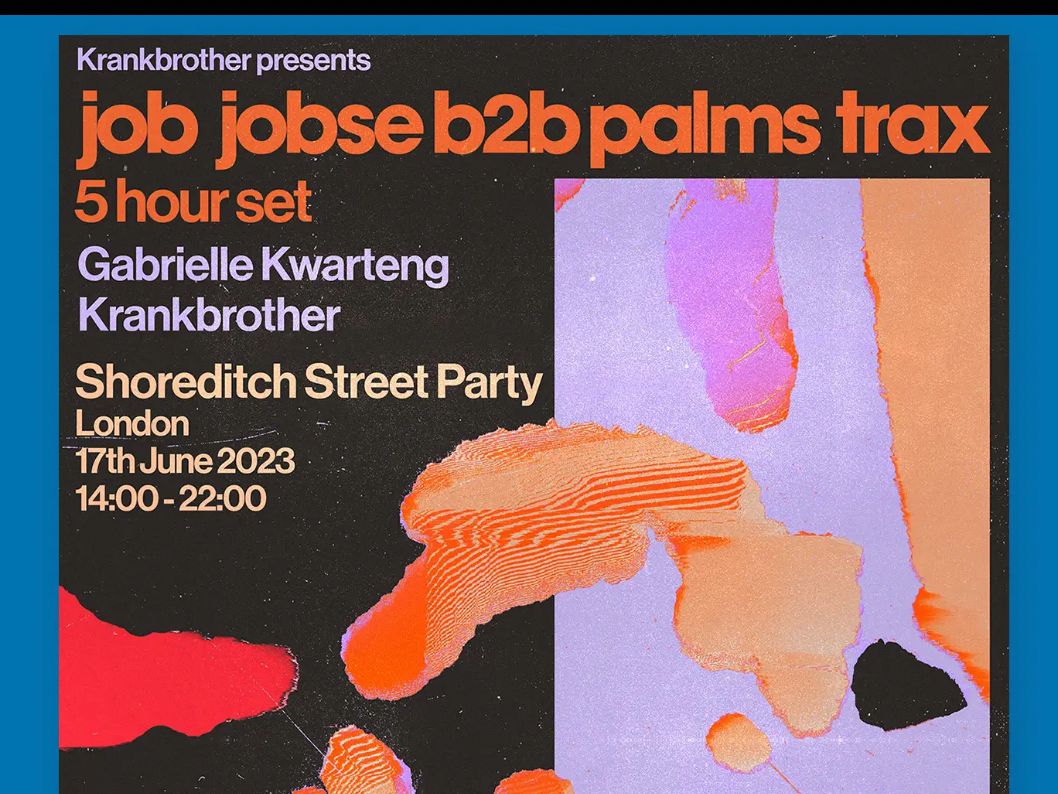 Krankbrother presents
job jobse b2b palms trax
5 hour set
Gabrielle Kwarteng
Krankbrother
Shoreditch Street Party
London
17th June 2023
14:00 - 22:00